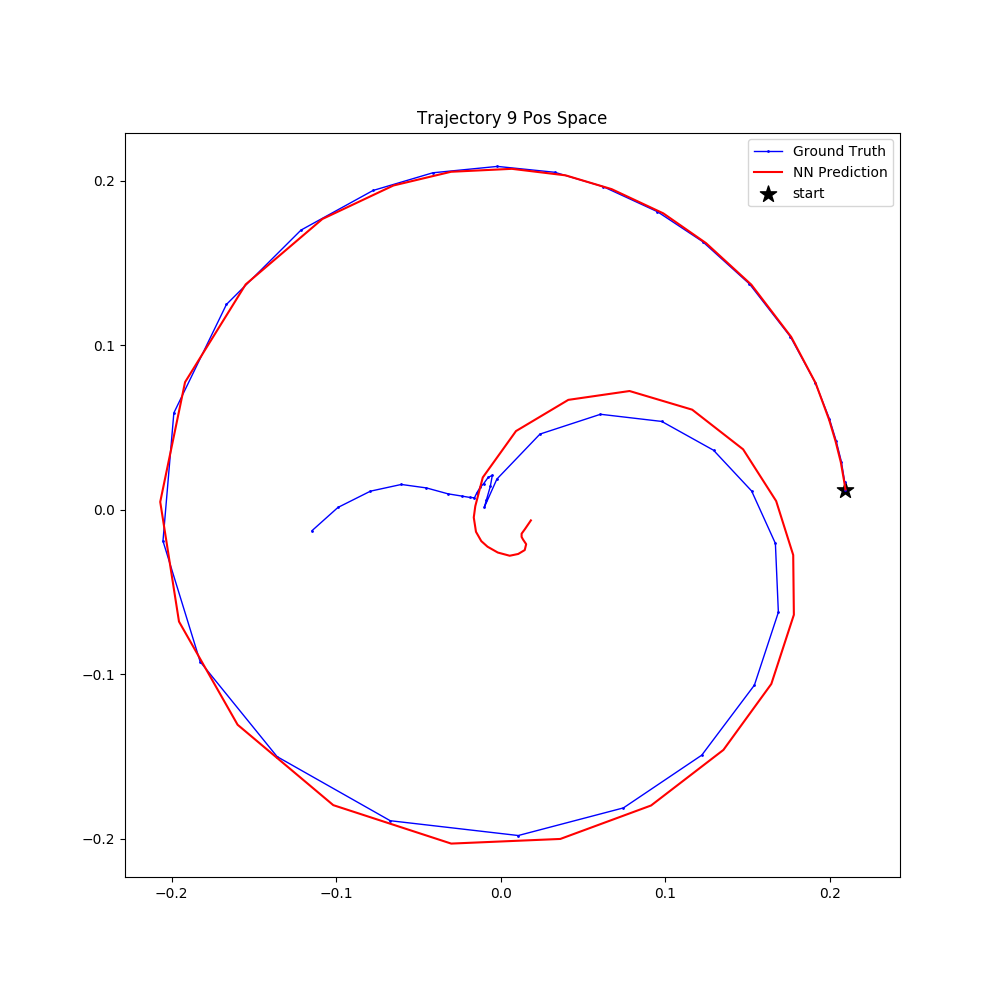 Trajectory 9 Pos Space
Ground Truth
NN Prediction
start
0.2
0.1
0.0
−0.1
−0.2
−0.2
−0.1
0.0
0.1
0.2